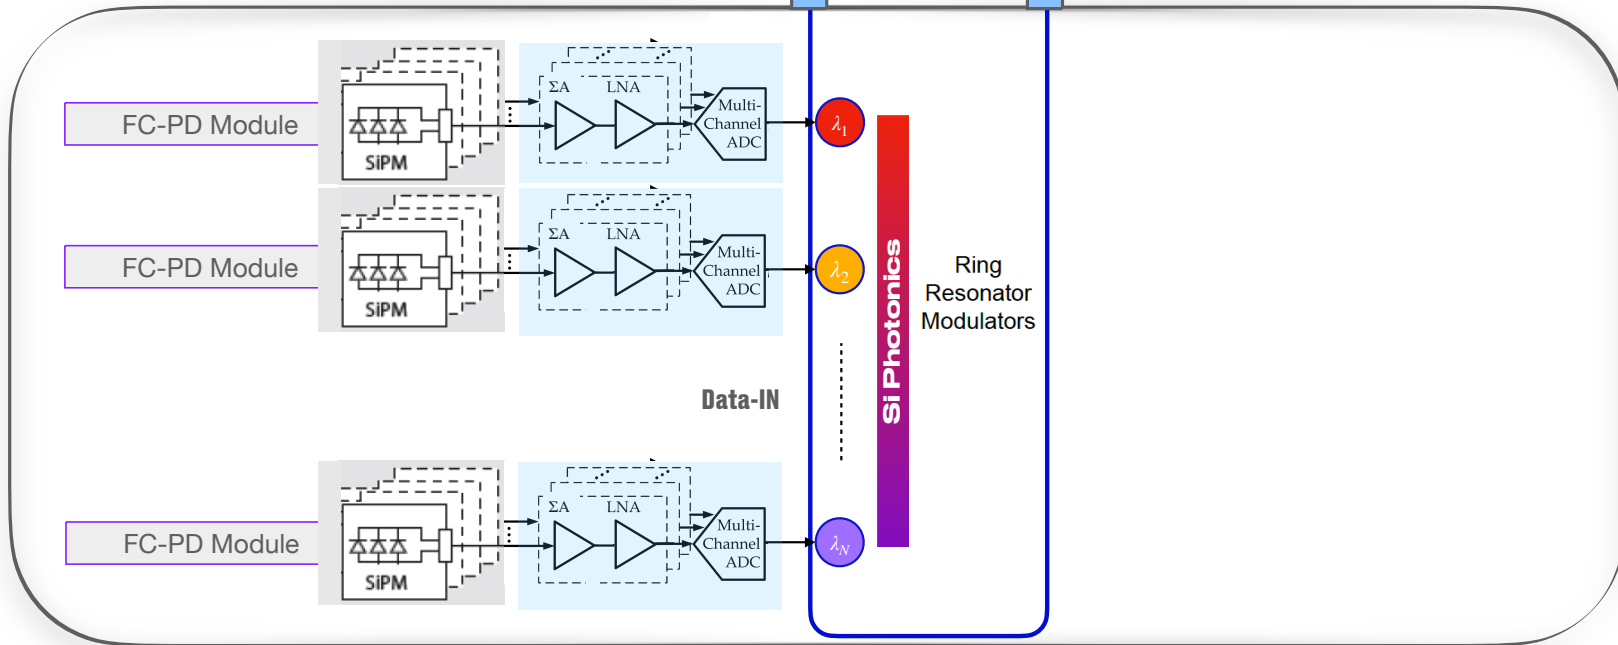 FC-PD Module
SiPM
ΣA
LNA
Multi-
Channel
ADC
λ1
FC-PD Module
SiPM
ΣA
LNA
Multi-
Channel
ADC
λ2
Si Photonics
Ring
Resonator
Modulators
Data-IN
FC-PD Module
SiPM
ΣA
LNA
Multi-
Channel
ADC
λN